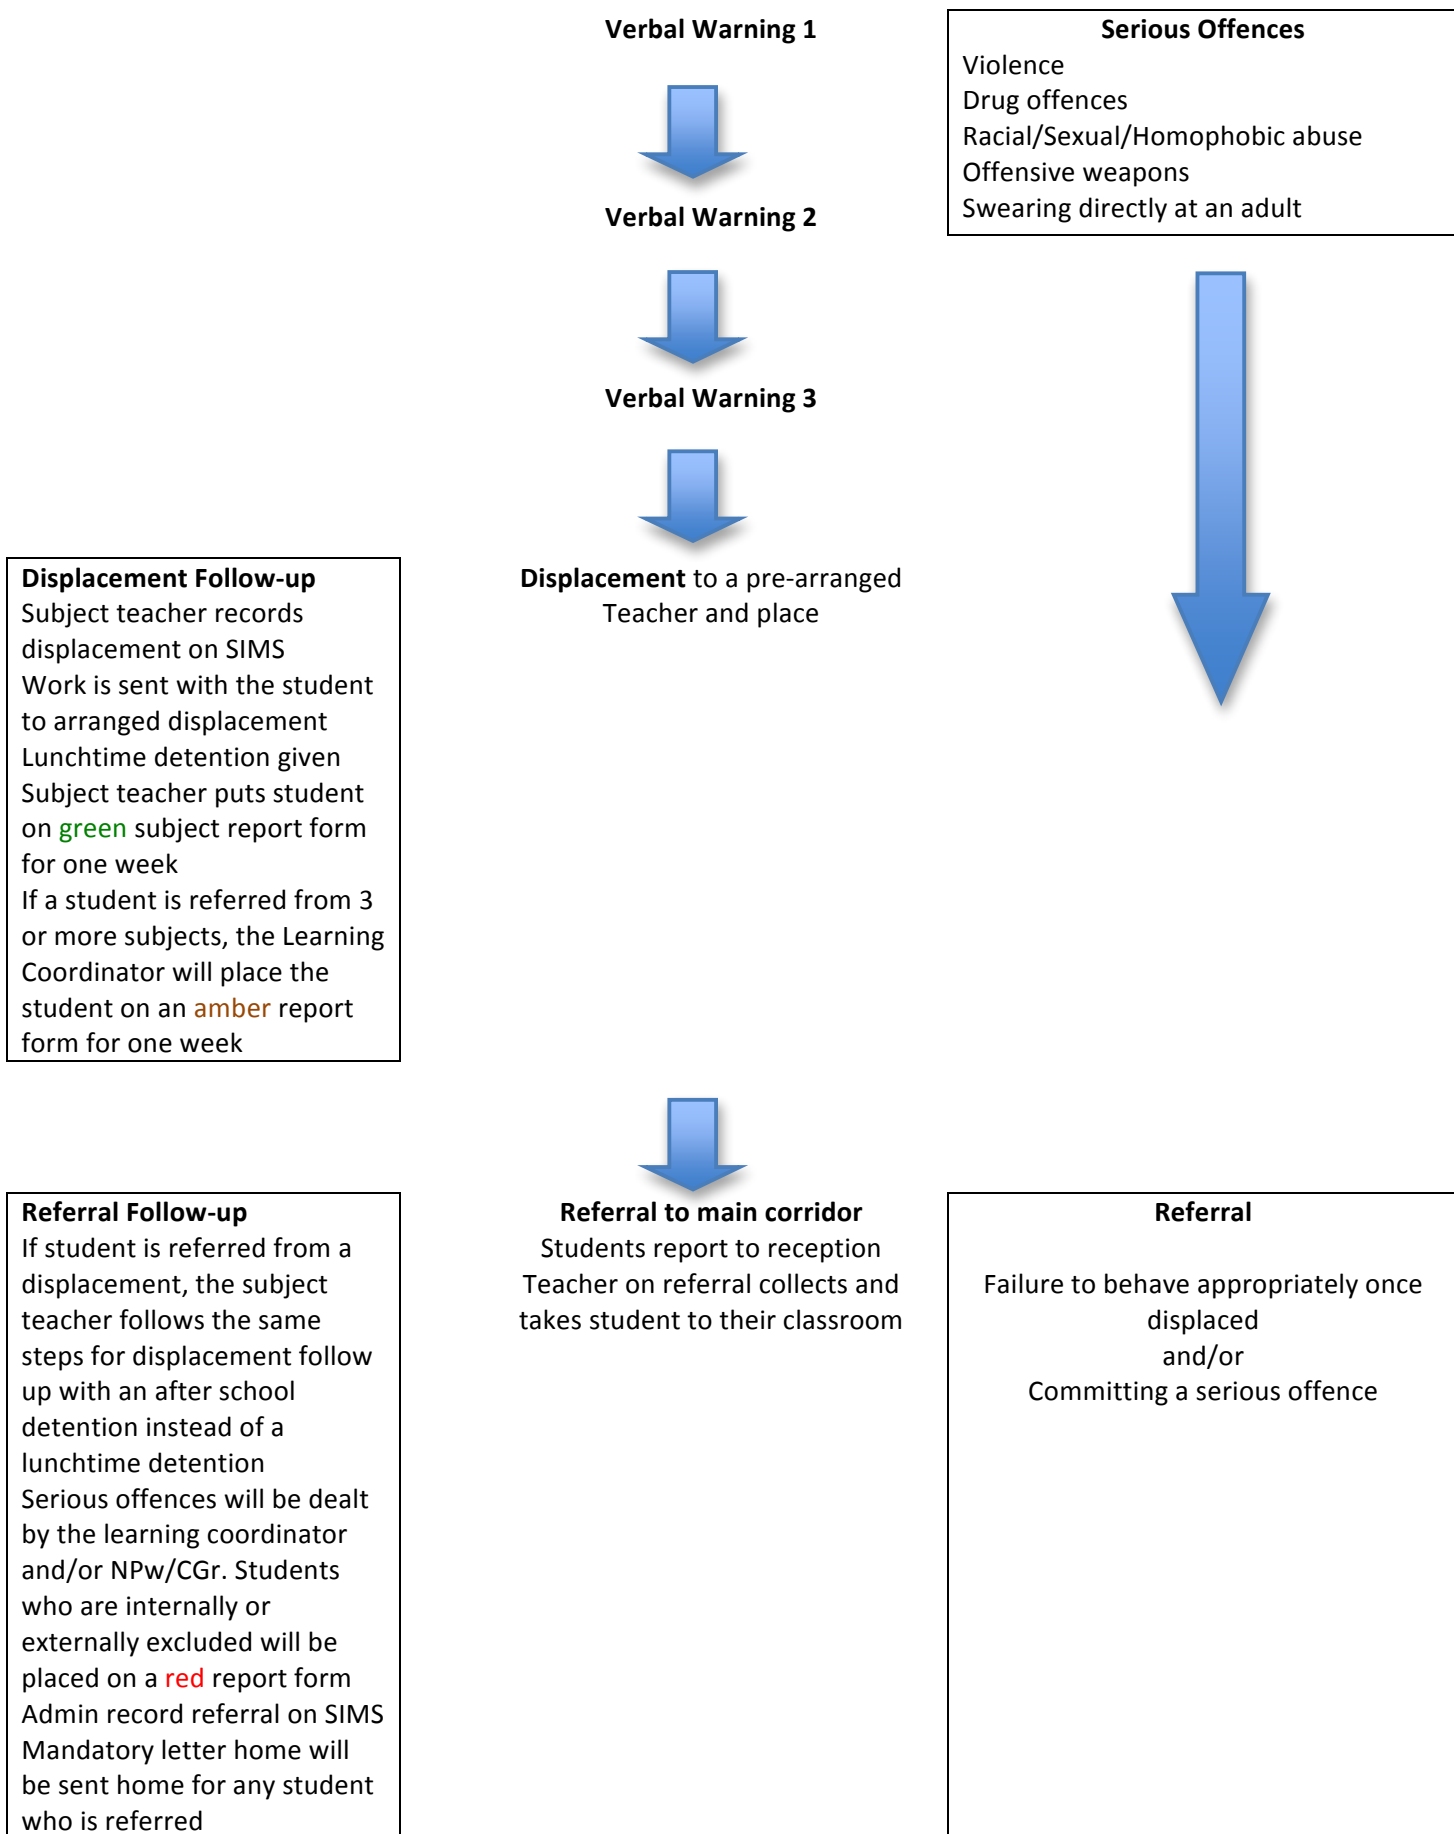 Verbal Warning 1
Serious Offences
Violence
Drug offences
Racial/Sexual/Homophobic abuse
Offensive weapons
Swearing directly at an adult
Verbal Warning 2
Verbal Warning 3
Displacement Follow-up
Subject teacher records
displacement on SIMS
Work is sent with the student
to arranged displacement
Lunchtime detention given
Subject teacher puts student
on green subject report form
for one week
If a student is referred from 3
or more subjects, the Learning
Coordinator will place the
student on an amber report
form for one week
Displacement to a pre-arranged
Teacher and place
Referral Follow-up
If student is referred from a
displacement, the subject
teacher follows the same
steps for displacement follow
up with an after school
detention instead of a
lunchtime detention
Serious offences will be dealt
by the learning coordinator
and/or NPw/CGr. Students
who are internally or
externally excluded will be
placed on a red report form
Admin record referral on SIMS
Mandatory letter home will
be sent home for any student
who is referred
Referral to main corridor
Students report to reception
Teacher on referral collects and
takes student to their classroom
Referral
Failure to behave appropriately once
displaced
and/or
Committing a serious offence